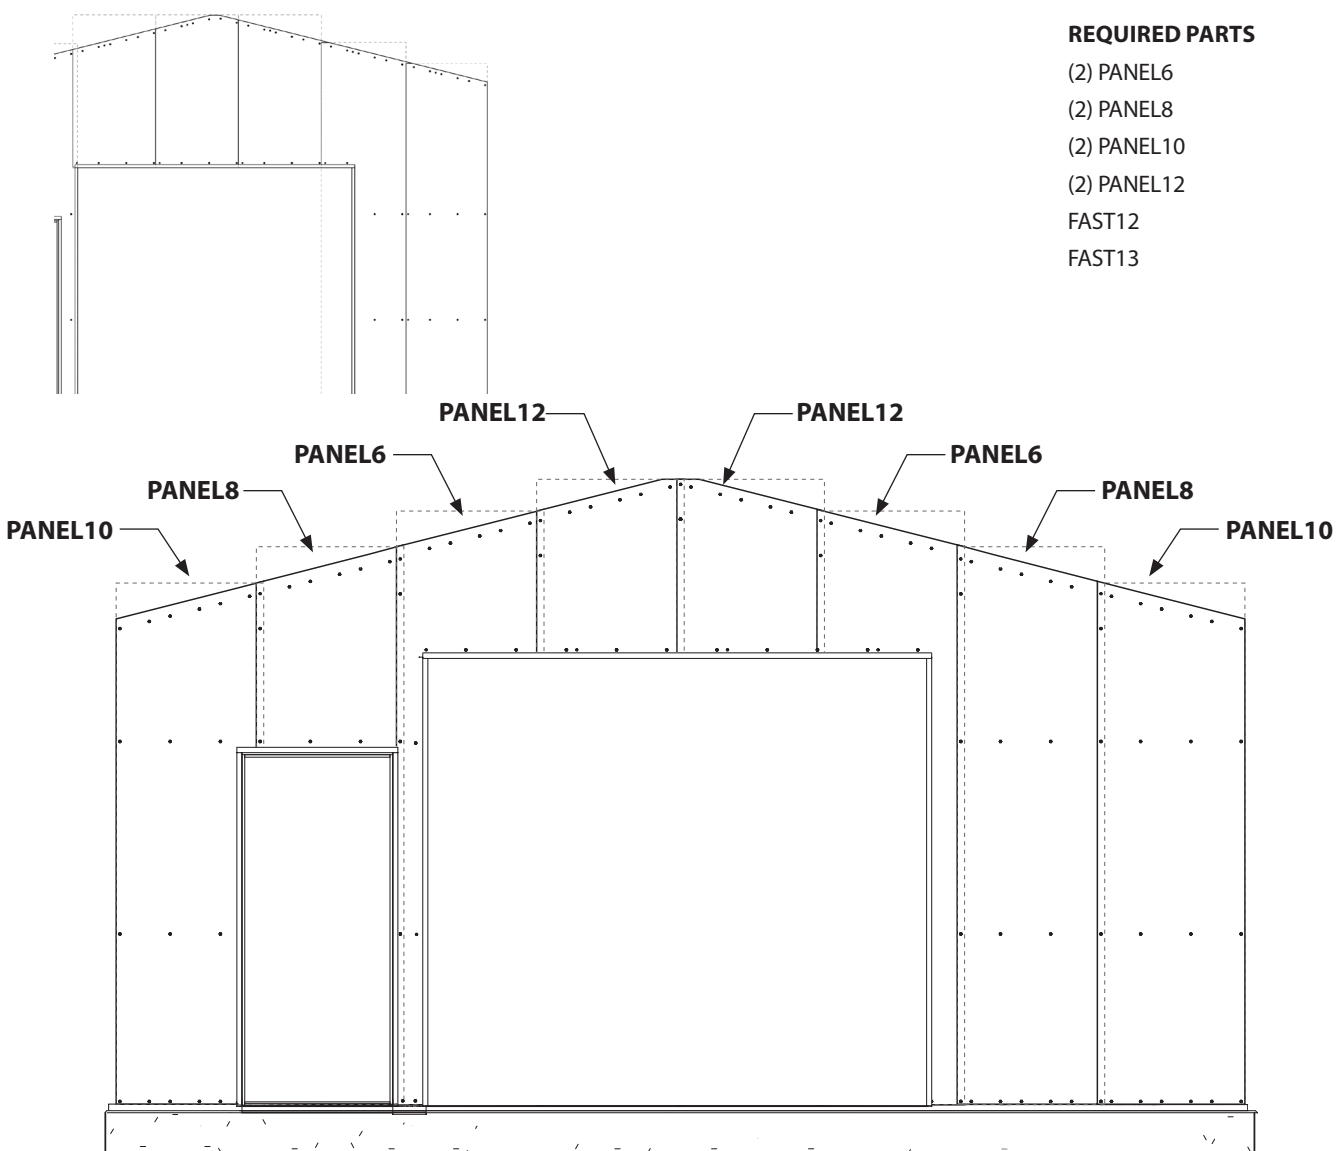 REQUIRED PARTS
(2) PANEL6
(2) PANEL8
(2) PANEL10
(2) PANEL12
FAST12
FAST13
PANEL12 PANEL12
PANEL6 PANEL6
PANEL8 PANEL8
PANEL10 PANEL10